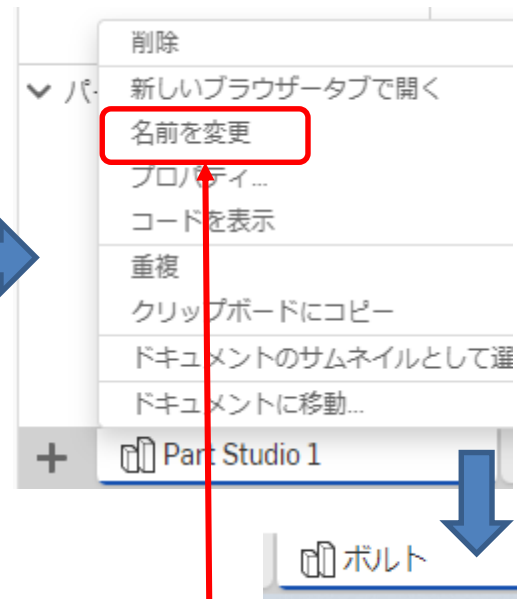 削除
パー
新しいブラウザータブで開く
名前を変更
プロパティ...
コードを表示
重複
クリップボードにコピー
ドキュメントのサムネイルとして選
ドキュメントに移動...
Part Studio 1
ボルト